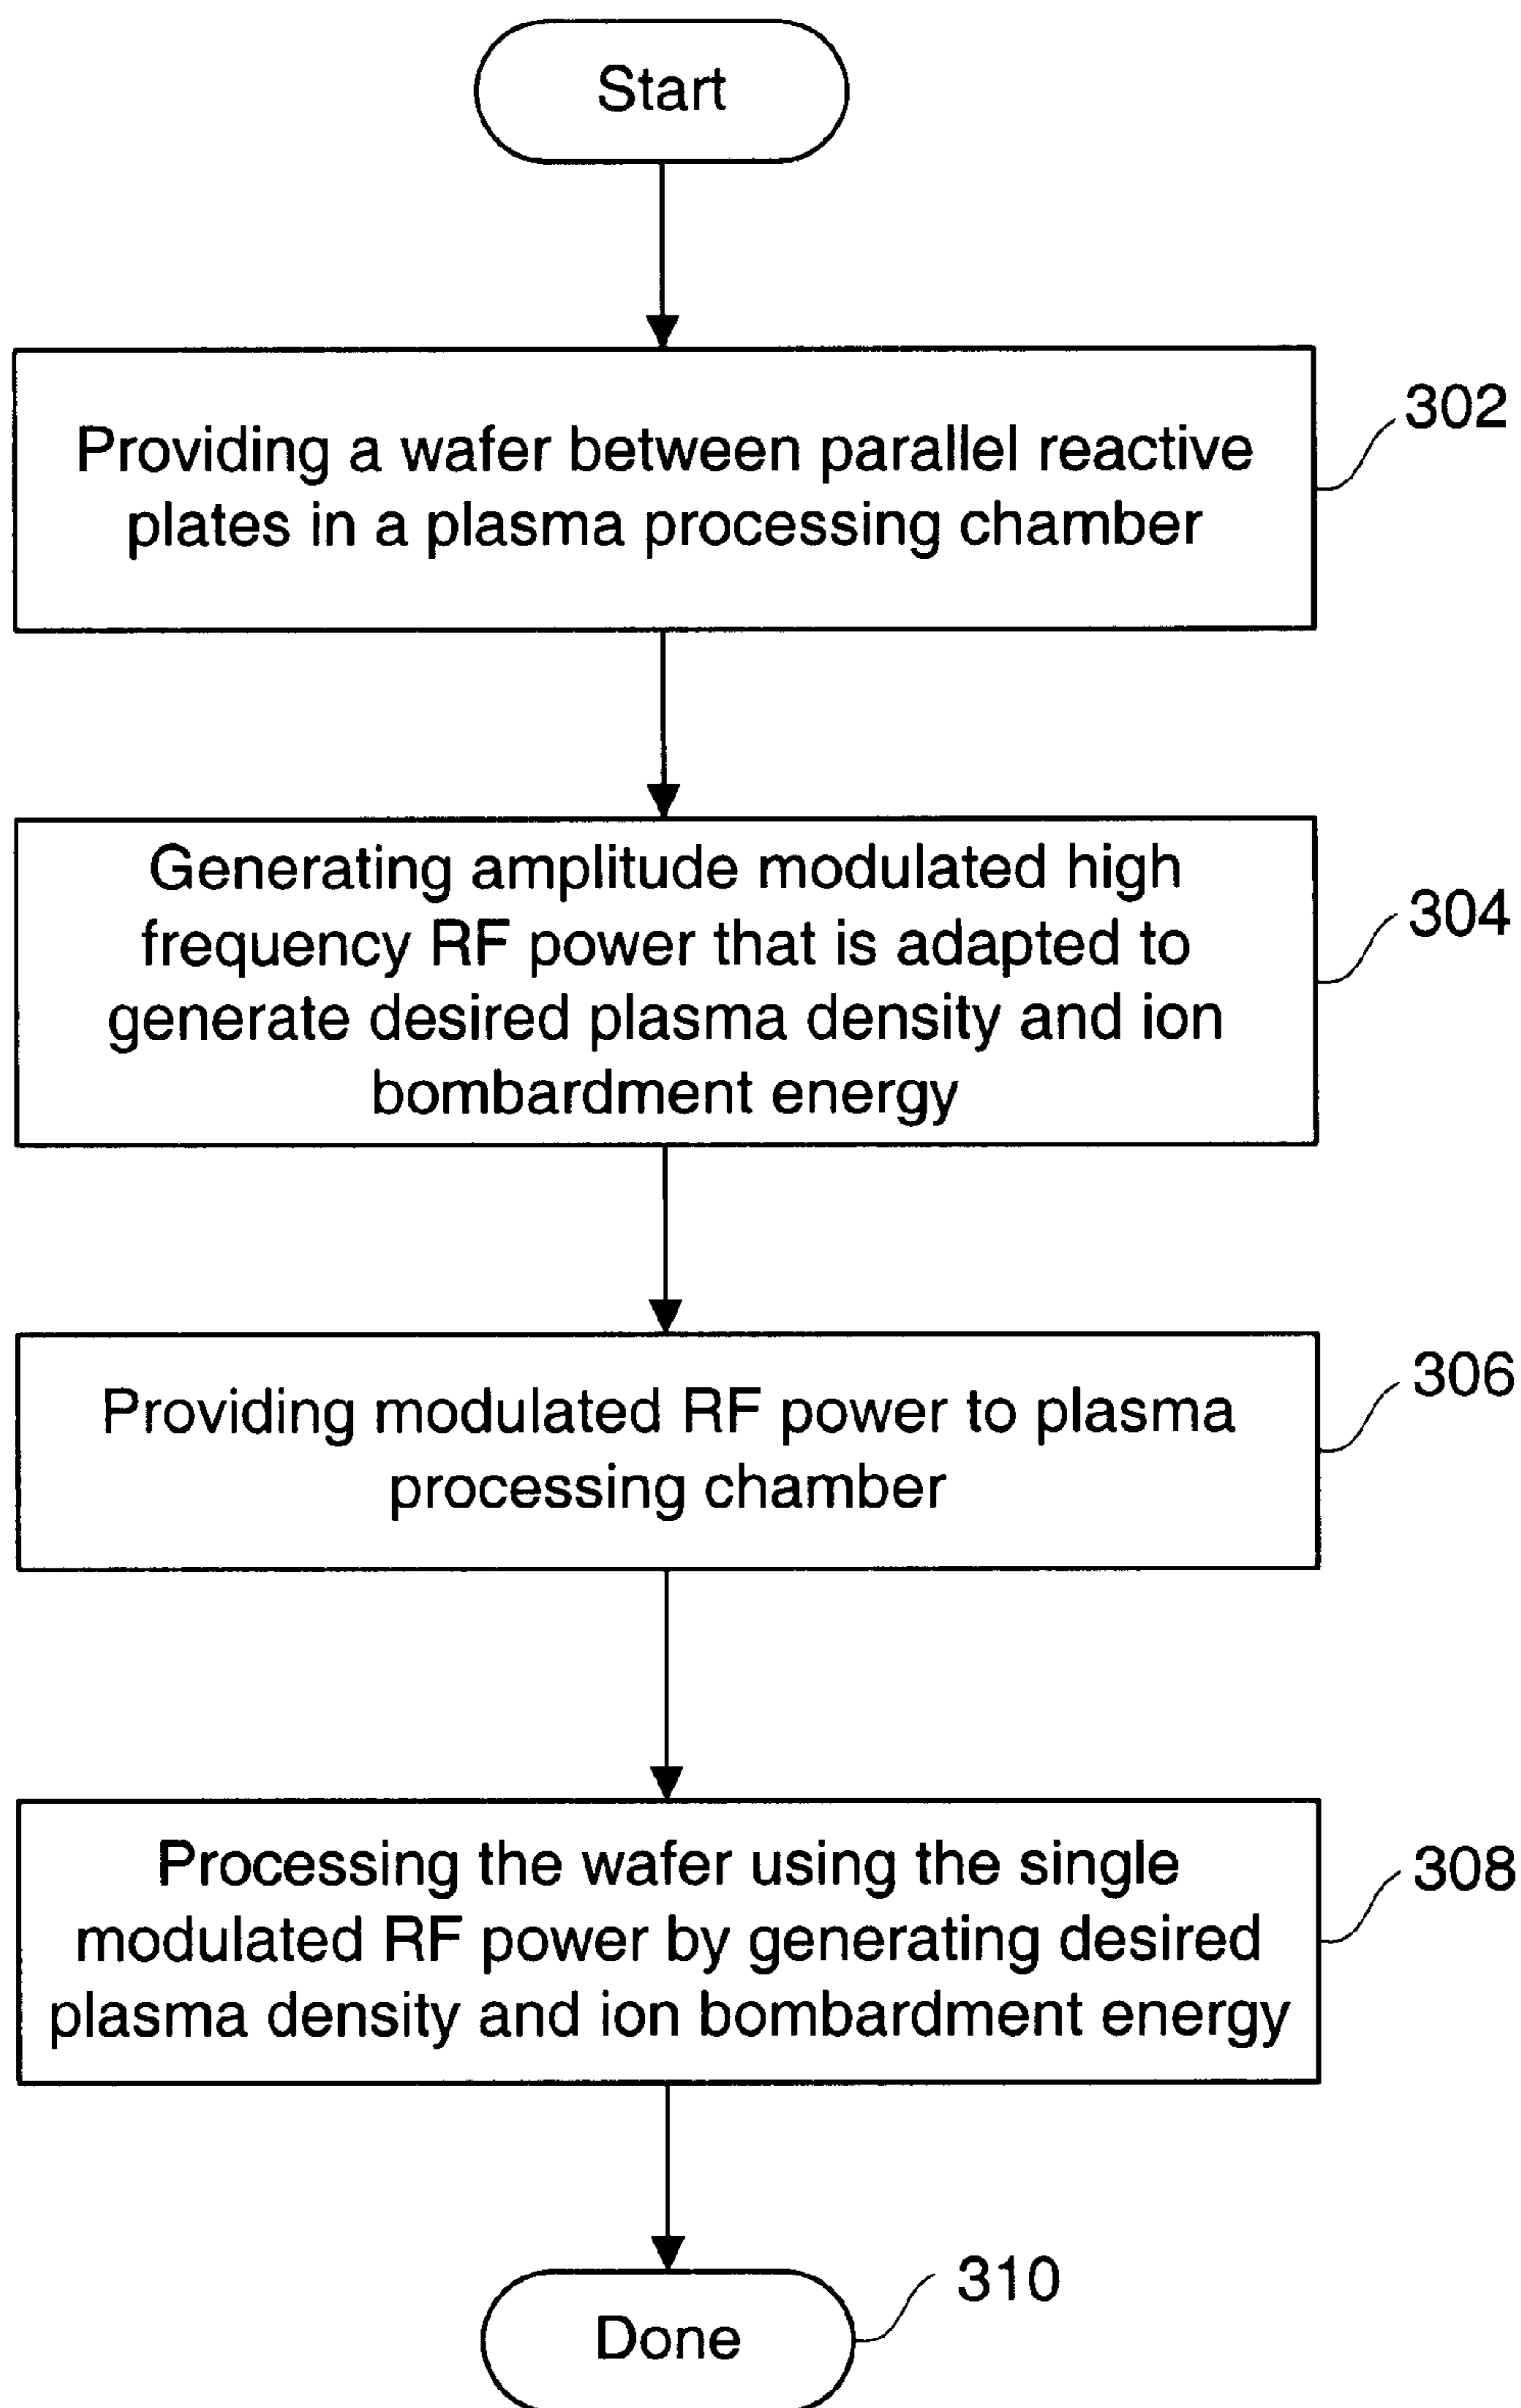 Start
Providing a wafer between parallel reactive
plates in a plasma processing chamber
302
Generating amplitude modulated high
frequency RF power that is adapted to
generate desired plasma density and ion
bombardment energy
304
Providing modulated RF power to plasma
processing chamber
306
Processing the wafer using the single
modulated RF power by generating desired
plasma density and ion bombardment energy
308
Done
310